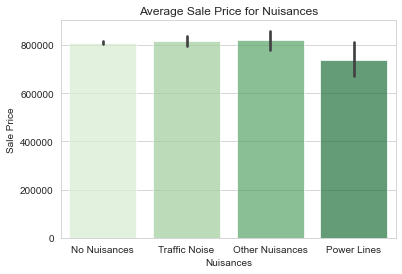 Average Sale Price for Nuisances
Sale Price
800000
600000
400000
200000
0
No Nuisances
Traffic Noise
Other Nuisances
Power Lines
Nuisances